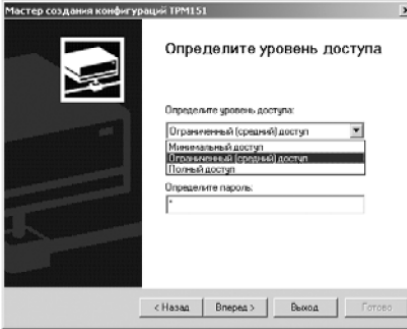 Мастер создания конфигураций ТРМ151
Определите уровень доступа
Определите уровень доступа:
Ограниченный (средний) доступ
Минимальный доступ
Ограниченный (средний) доступ
Полный доступ
Определите пароль:
*
< Назад
Вперед >
Выход
Готово